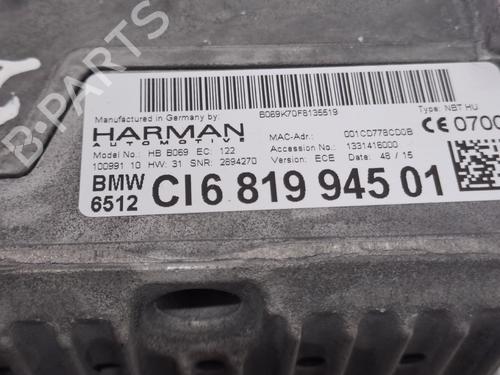 B-PARTS
Manufactured in Germany by:
HARMAN
AUTOMOTIVE
B069K70F6135519
Type: NBT HU
MAC-Adr.: 001CD778CD0B
CE 0700
Model No.: HB B069 EC: 122
Accession No.: 1331416000
100991 10 HW: 31 SNR: 2694270
Version: ECE Date: 48 / 15
BMW
6512 CI 6 819 945 01